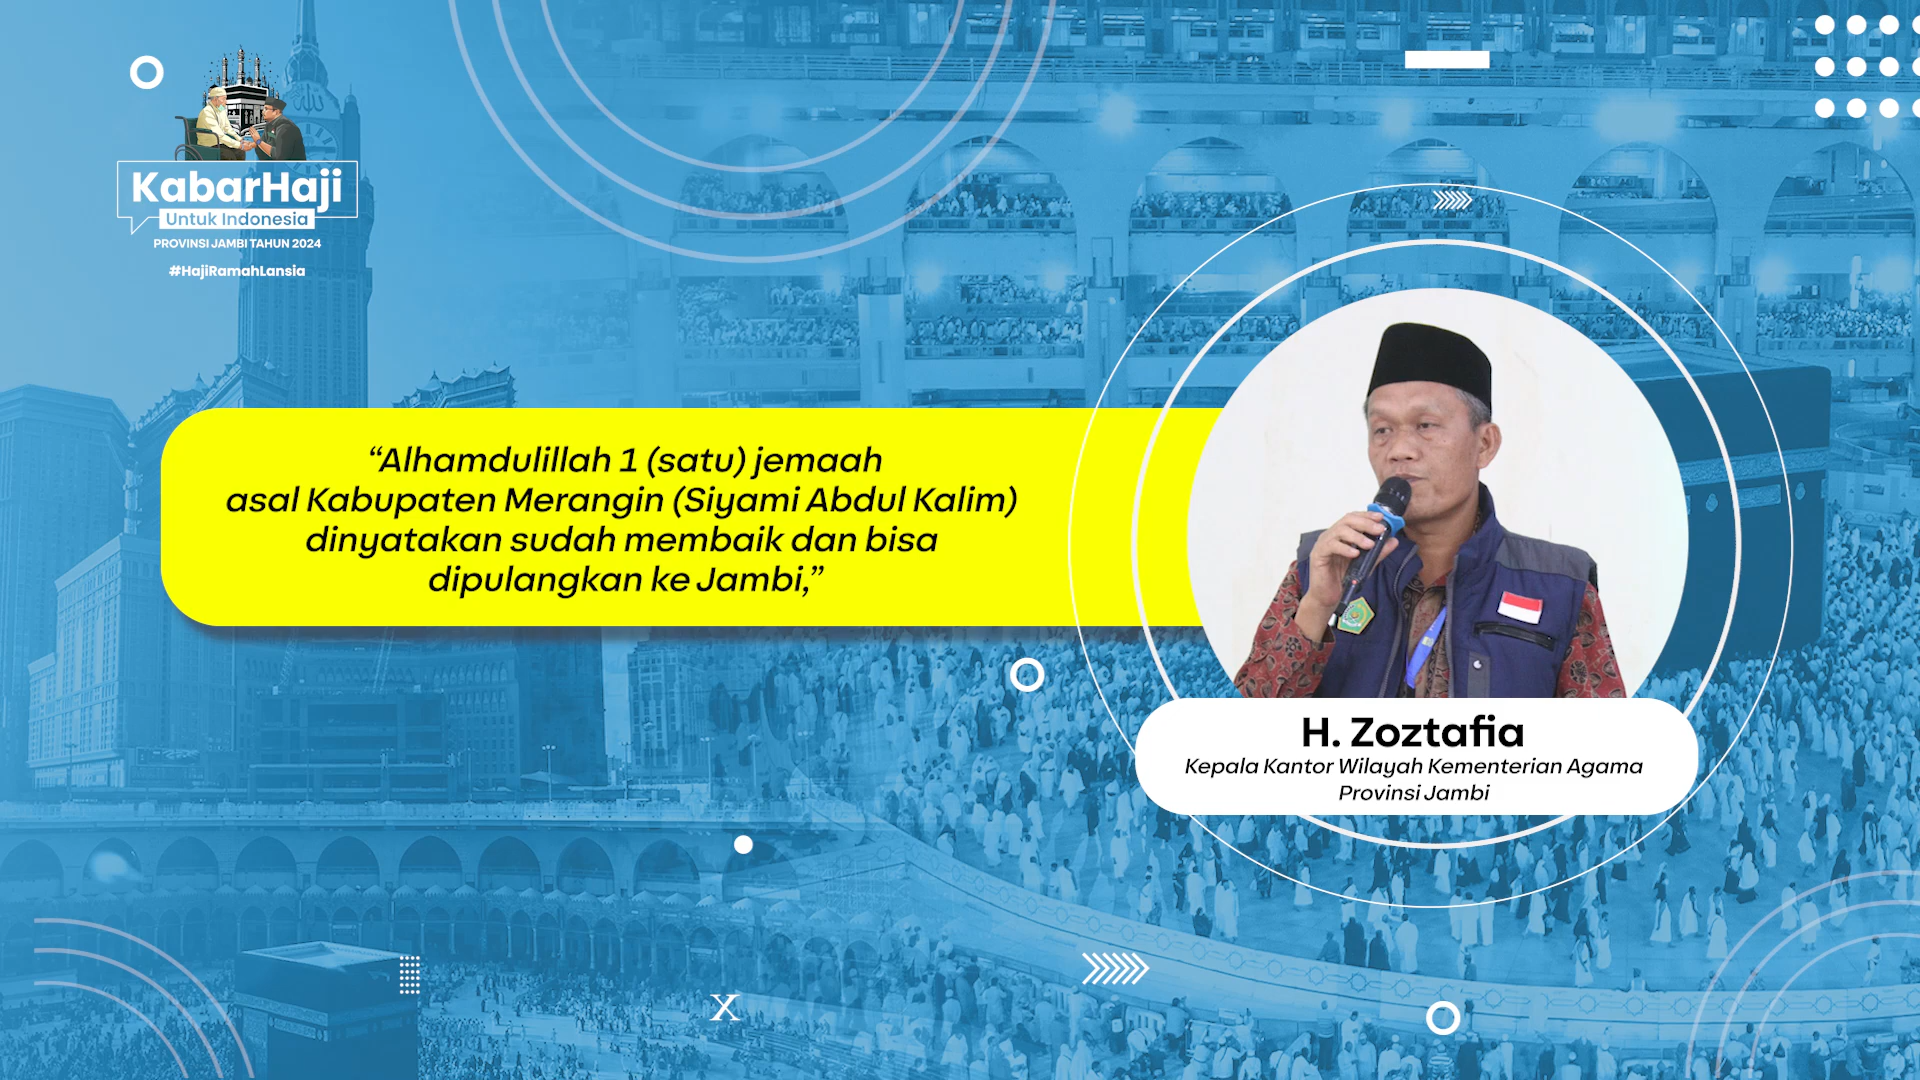 KabarHaji
Untuk Indonesia
PROVINSI JAMBI TAHUN 2024
#HajiRamahLansia
“Alhamdulillah 1 (satu) jemaah
asal Kabupaten Merangin (Siyami Abdul Kalim)
dinyatakan sudah membaik dan bisa
dipulangkan ke Jambi,”
H. Zoztafia
Kepala Kantor Wilayah Kementerian Agama
Provinsi Jambi
X